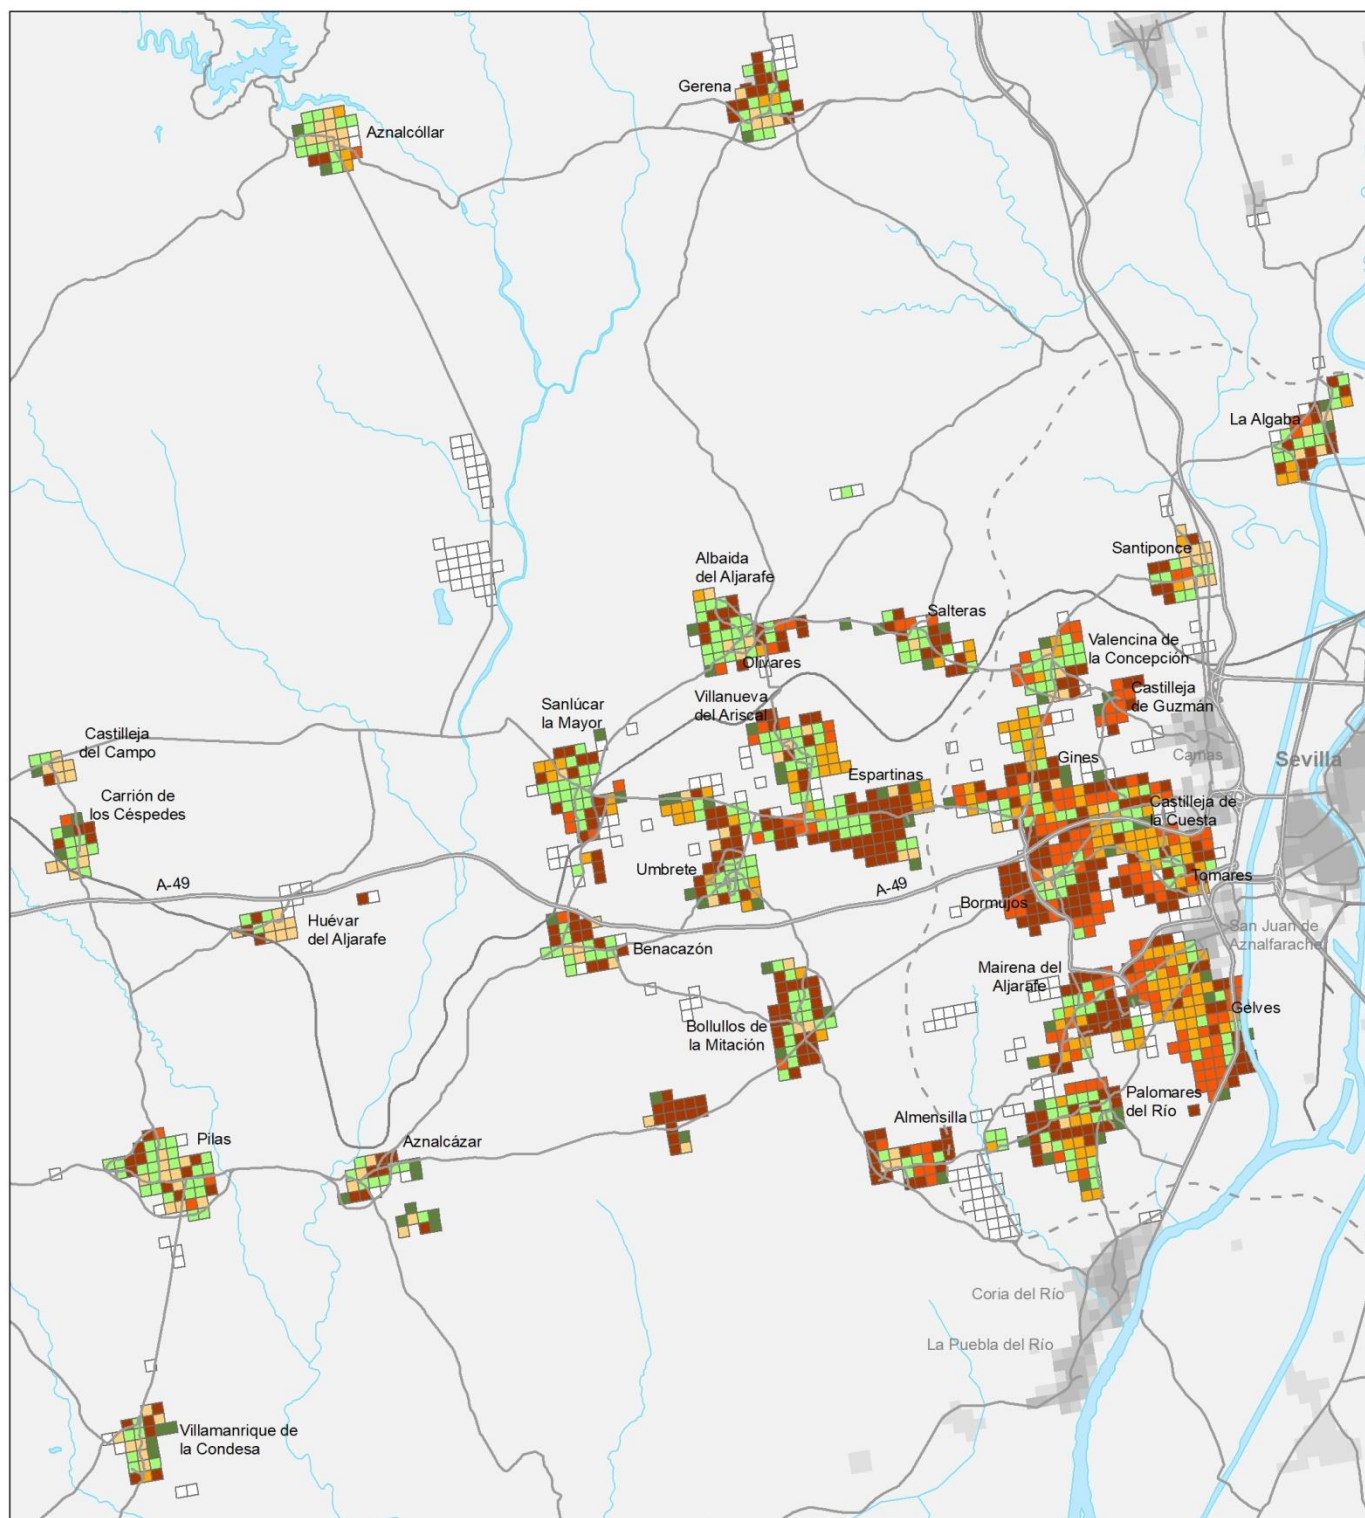 Gerena
Aznalcóllar
La Algaba
Santiponce
Albaida
del Aljarafe
Salteras
Olivares
Valencina de
la Concepción
Villanueva
del Ariscal
Castilleja
de Guzmán
Sanlúcar
la Mayor
Castilleja
del Campo
Camas
Sevilla
Gines
Espartinas
Carrión de
los Céspedes
Castilleja de
la Cuesta
Umbrete
Tomares
A-49
A-49
Bormujos
Huévar
del Aljarafe
San Juan de
Aznalfarache
Benacazón
Mairena del
Aljarafe
Gelves
Bollullos de
la Mitación
Palomares
del Río
Almensilla
Pilas
Aznalcázar
Coria del Río
La Puebla del Río
Villamanrique de
la Condesa